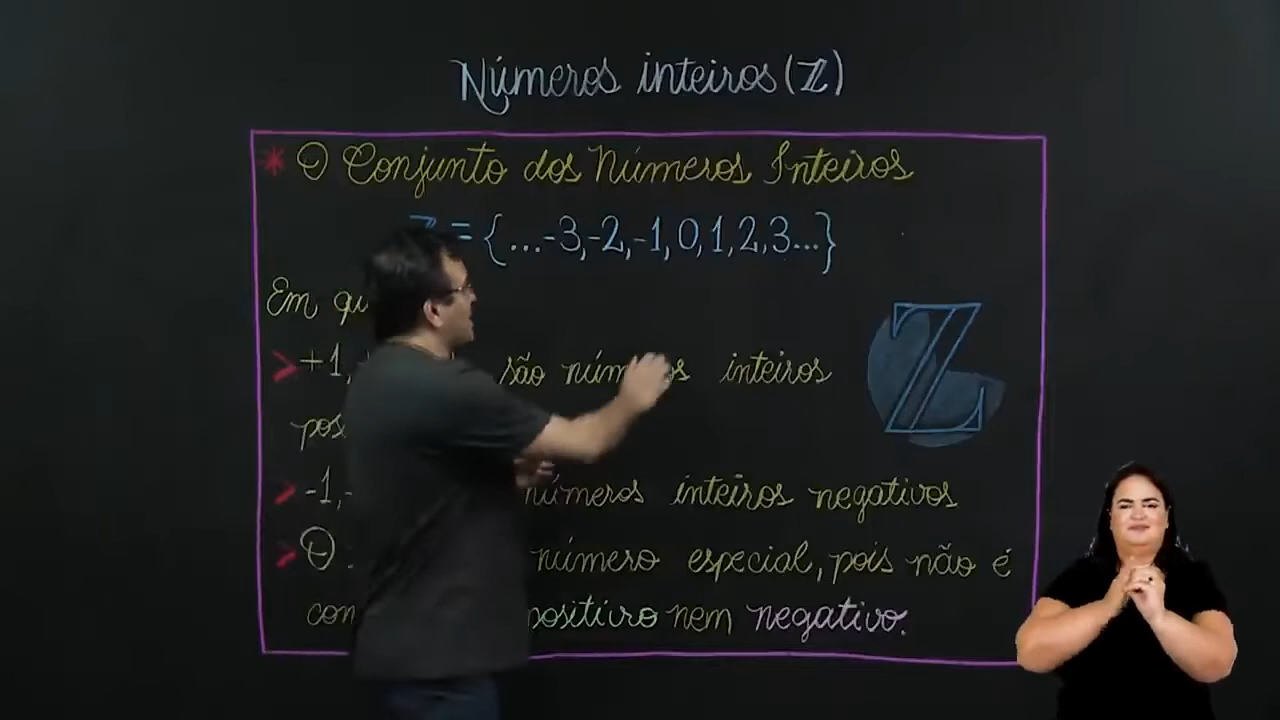 Números inteiros (ℤ)
* O Conjunto dos Números Inteiros
= {...-3,-2,-1,0,1,2,3...}
Em
> +1, são números inteiros
> -1,- números inteiros negativos
> O número especial, pois não é
positivo nem negativo.
ℤ